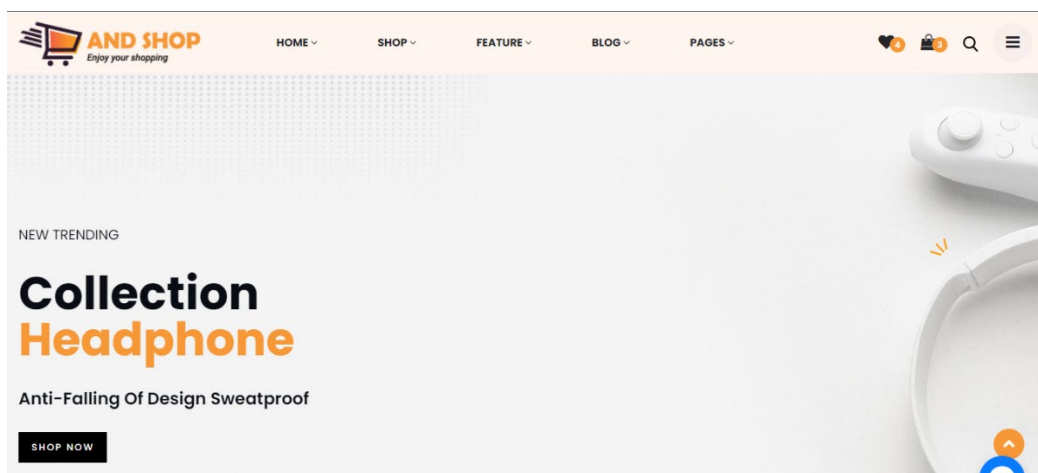 AND SHOP
Enjoy your shopping
HOME
SHOP
FEATURE
BLOG
PAGES
4
3
NEW TRENDING
Collection
Headphone
Anti-Falling Of Design Sweatproof
SHOP NOW